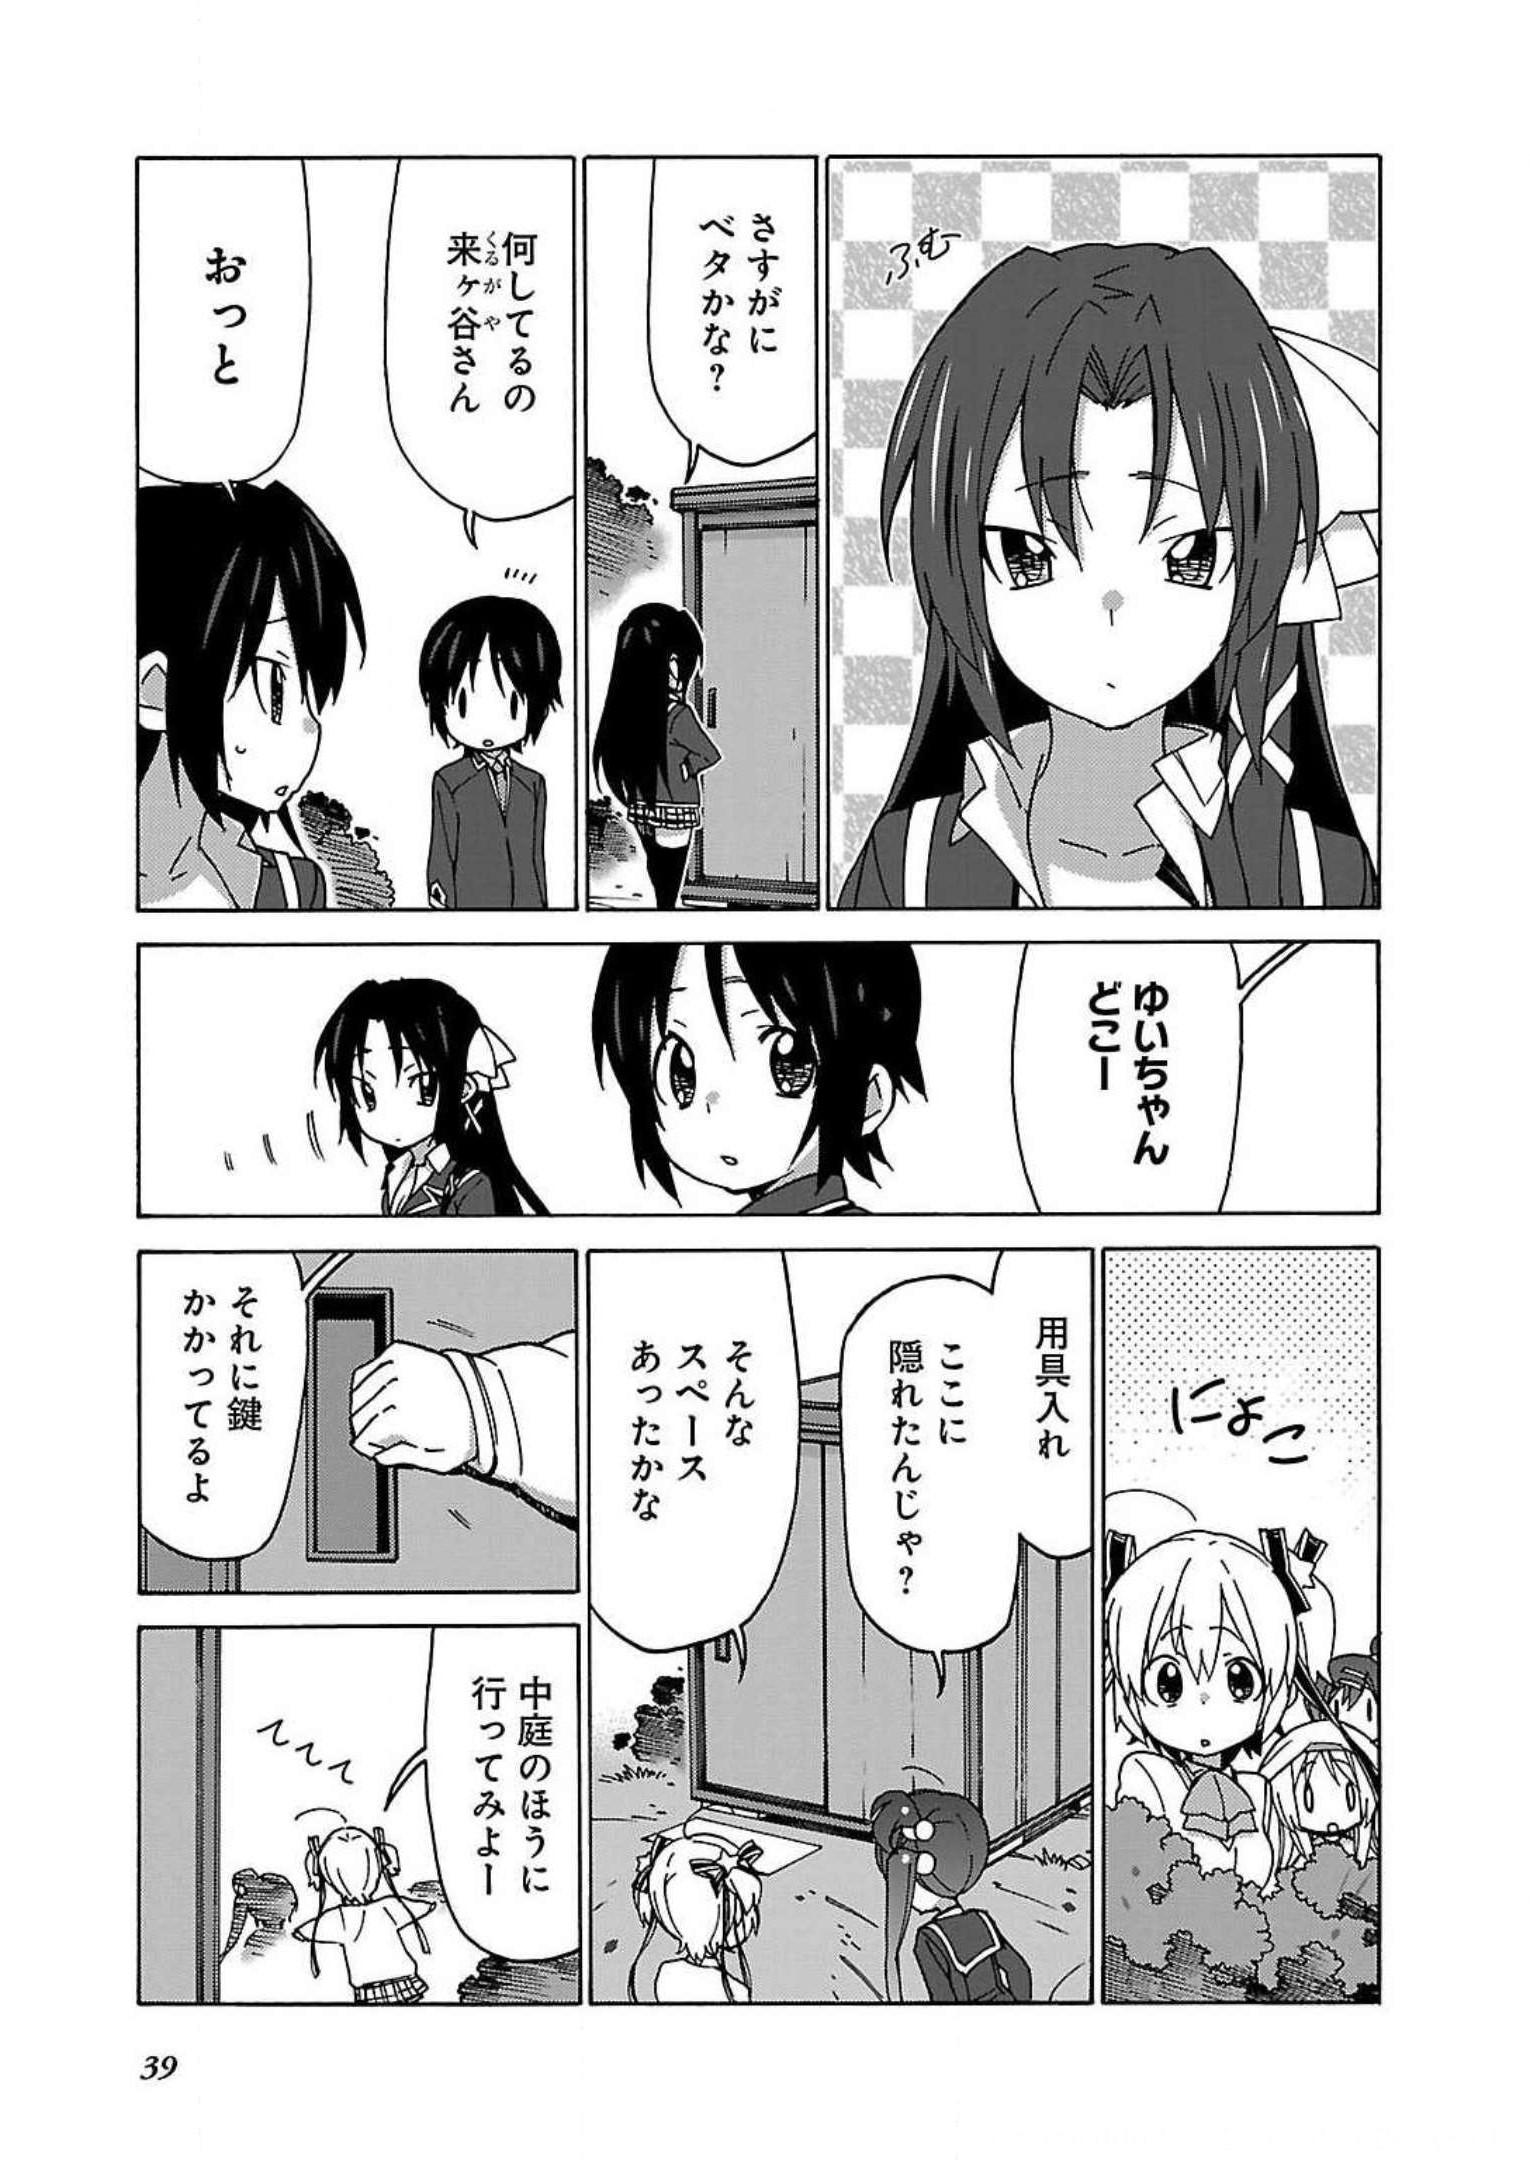 ふむ
さすがに
ベタかな？
何してるの
来ヶ谷さん
くるがや
おっと
ゆいちゃん
どこー
にょこ
用具入れ
ここに
隠れたんじゃ？
そんな
スペース
あったかな
それに鍵
かかってるよ
中庭のほうに
行ってみよー
てててて
39